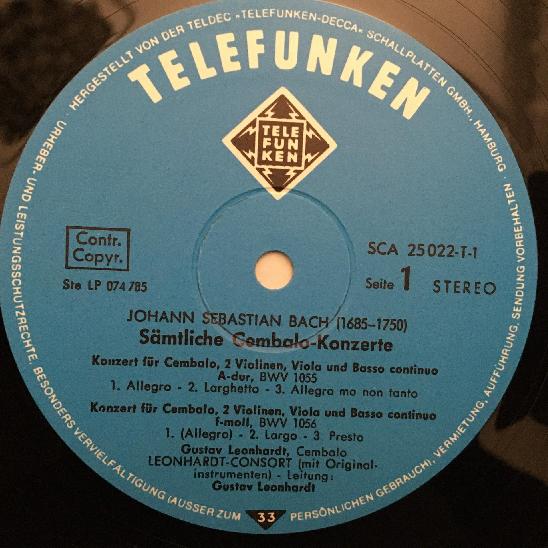 HERGESTELLT VON DER TELDEC »TELEFUNKEN-DECCA« SCHALLPLATTEN GMBH., HAMBURG · URHEBER- UND LEISTUNGSSCHUTZRECHTE, BESONDERS VERVIELFÄLTIGUNG (AUSSER ZUM PERSÖNLICHEN GEBRAUCH), VERMIETUNG, AUFFÜHRUNG, SENDUNG VORBEHALTEN
TELEFUNKEN
TELE
FUN
KEN
Contr.
Copyr.
Ste LP 074 785
SCA 25 022-T-1
Seite 1 STEREO
JOHANN SEBASTIAN BACH (1685-1750)
Sämtliche Cembalo-Konzerte
Konzert für Cembalo, 2 Violinen, Viola und Basso continuo
A-dur, BWV 1055
1. Allegro - 2. Larghetto - 3. Allegro ma non tanto
Konzert für Cembalo, 2 Violinen, Viola und Basso continuo
f-moll, BWV 1056
1. (Allegro) - 2. Largo - 3. Presto
Gustav Leonhardt, Cembalo
LEONHARDT-CONSORT (mit Original-
instrumenten) - Leitung:
Gustav Leonhardt
33